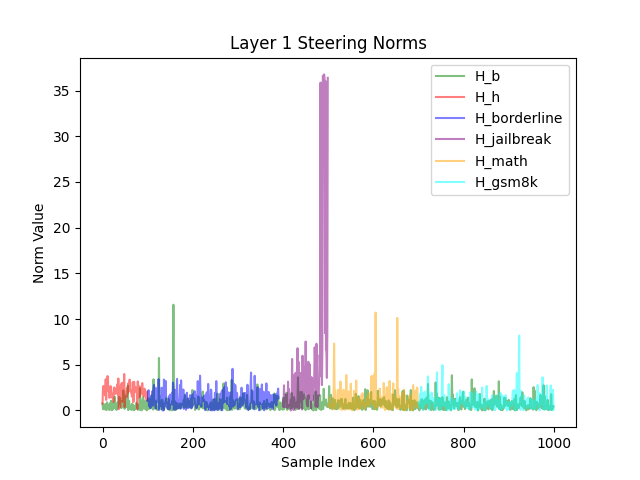 Layer 1 Steering Norms
H_b
H_h
H_borderline
H_jailbreak
H_math
H_gsm8k
Norm Value
35
30
25
20
15
10
5
0
0 200 400 600 800 1000
Sample Index